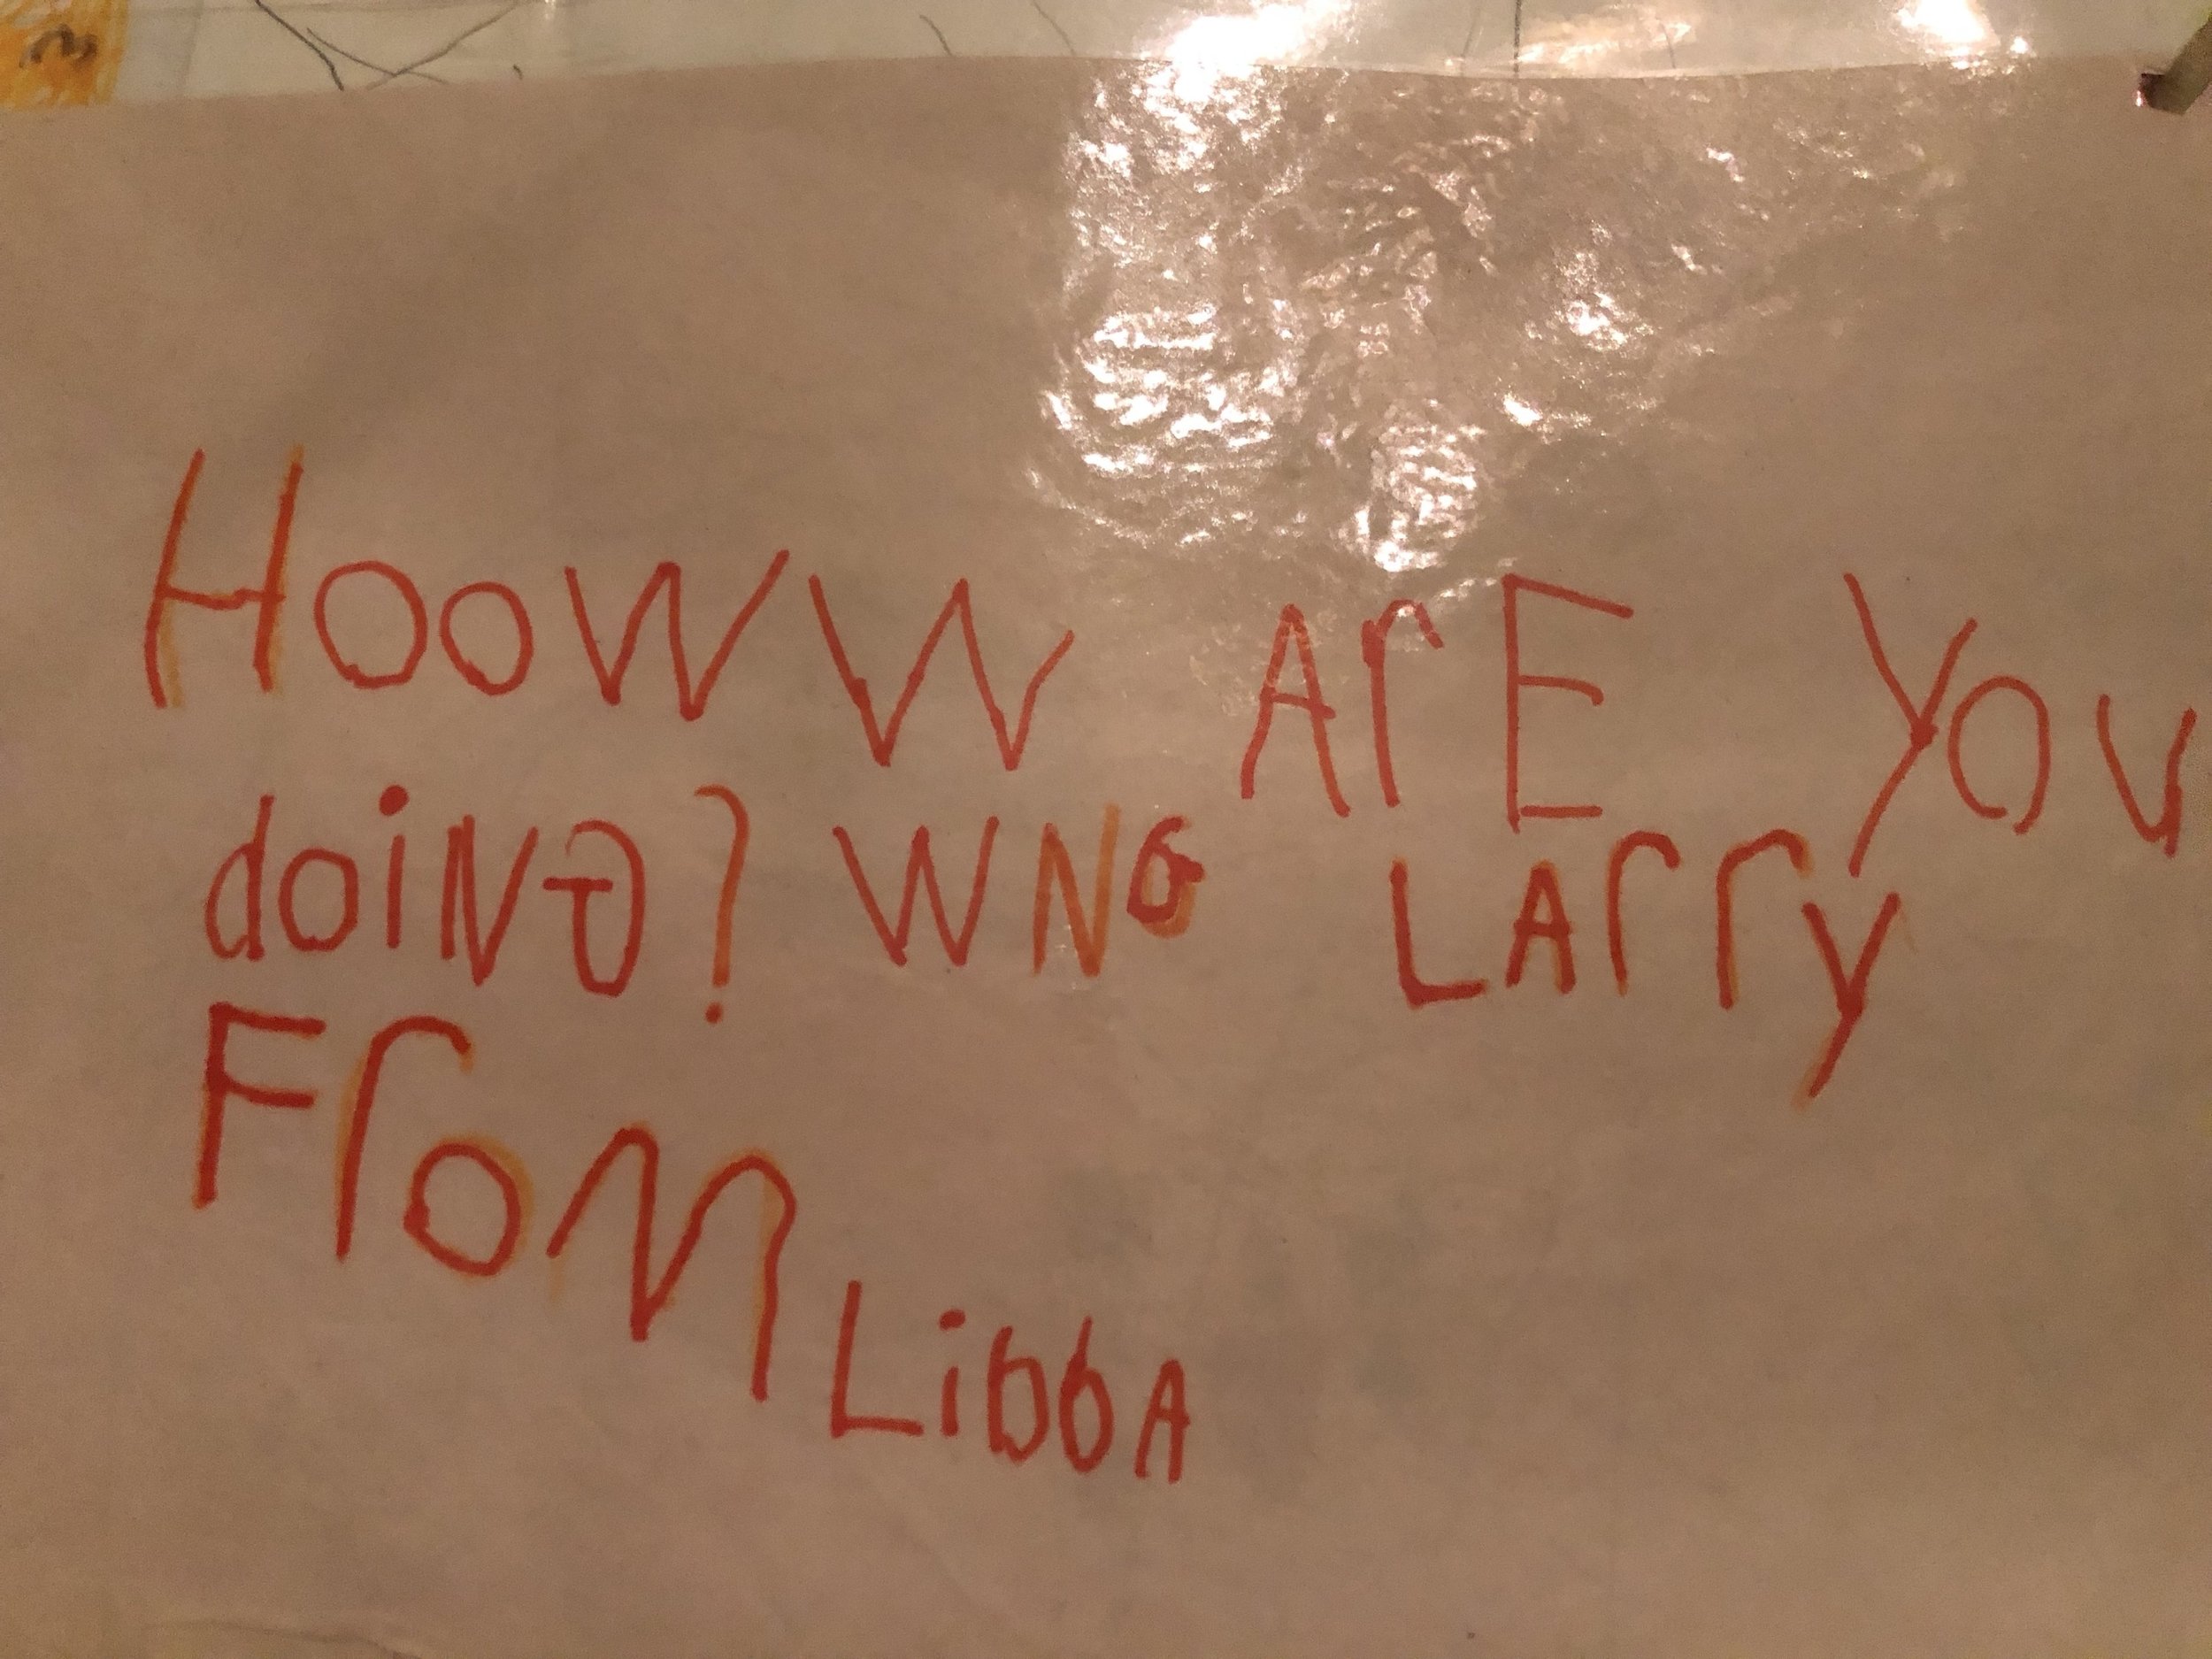 HooWW ArE You
doiNG? WNG LArry
From
LibbA